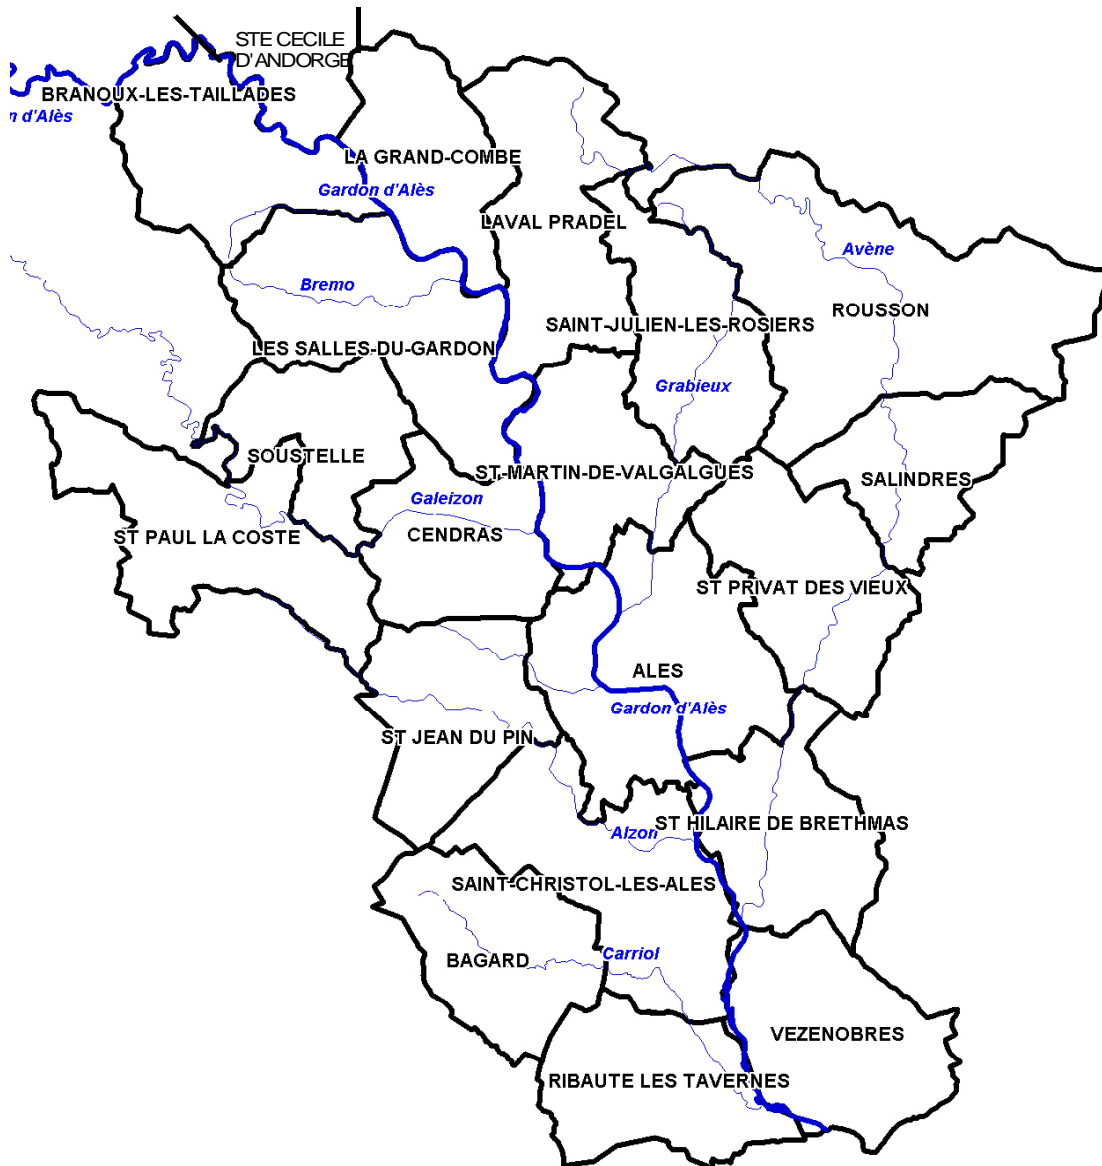 STE CECILE
D'ANDORGE
BRANOUX-LES-TAILLADES
n d'Alès
LA GRAND-COMBE
Gardon d'Alès
LAVAL PRADEL
Avène
Bremo
ROUSSON
SAINT-JULIEN-LES-ROSIERS
LES SALLES-DU-GARDON
Grabieux
SOUSTELLE
ST-MARTIN-DE-VALGALGUES
SALINDRES
Galeizon
CENDRAS
ST PAUL LA COSTE
ST PRIVAT DES VIEUX
ALES
Gardon d'Alès
ST JEAN DU PIN
ST HILAIRE DE BRETHMAS
Alzon
SAINT-CHRISTOL-LES-ALES
Carriol
BAGARD
VEZENOBRES
RIBAUTE LES TAVERNES